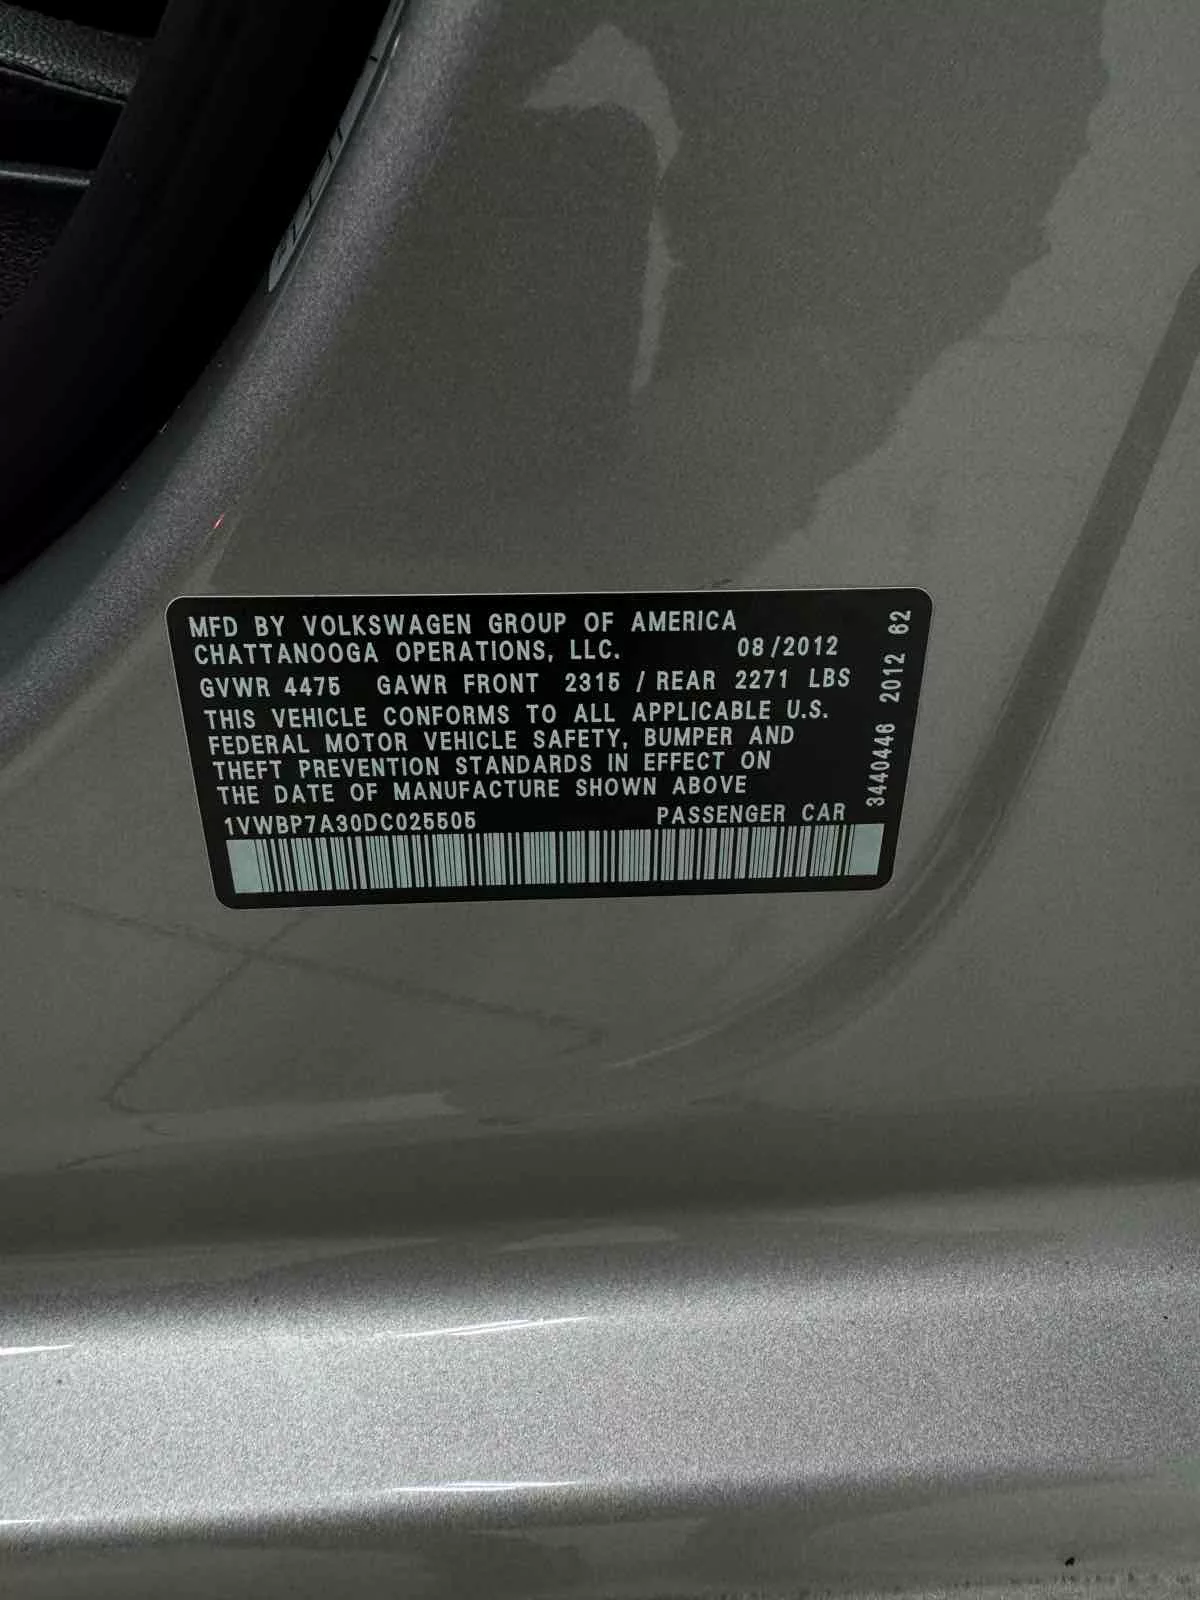 MFD BY VOLKSWAGEN GROUP OF AMERICA
CHATTANOOGA OPERATIONS, LLC. 08/2012
GVWR 4475 GAWR FRONT 2315 / REAR 2271 LBS
THIS VEHICLE CONFORMS TO ALL APPLICABLE U.S.
FEDERAL MOTOR VEHICLE SAFETY, BUMPER AND
THEFT PREVENTION STANDARDS IN EFFECT ON
THE DATE OF MANUFACTURE SHOWN ABOVE
1VWBP7A30DC025505 PASSENGER CAR
3440446 2012 62